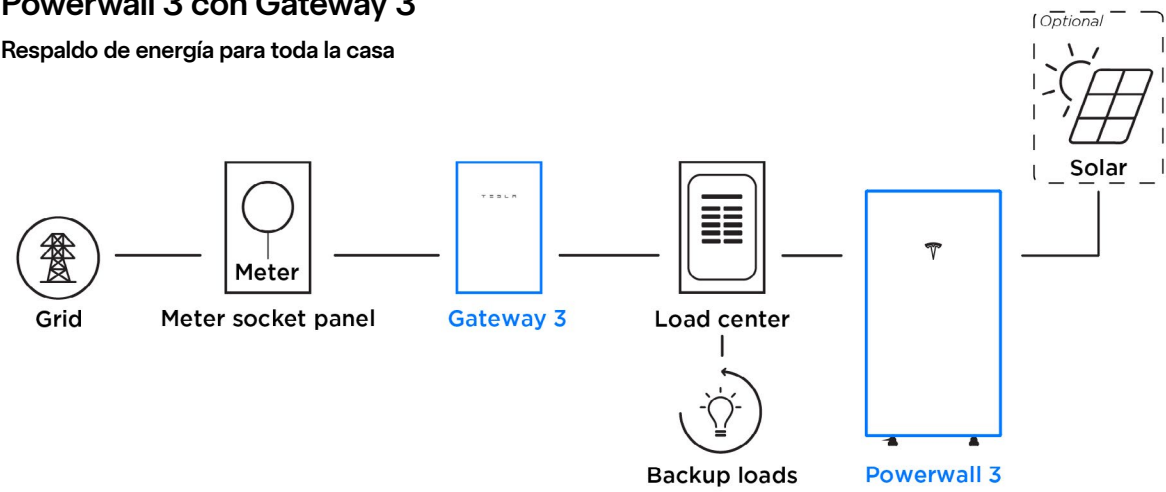 Powerwall 3 con Gateway 3
Respaldo de energía para toda la casa
Optional
Solar
TESLA
Meter
Grid
Meter socket panel
Gateway 3
Load center
Backup loads
Powerwall 3